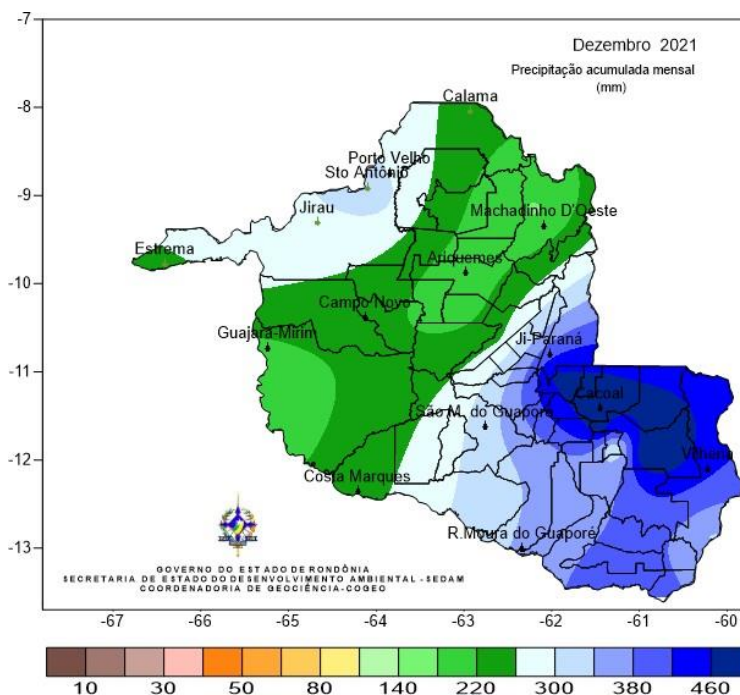 Dezembro 2021
Precipitação acumulada mensal
(mm)
-7
-8
-9
-10
-11
-12
-13
Calama
Porto Velho
Sto Antônio
Jirau
Machadinho D'Oeste
Estrema
Ariquemes
Campo Novo
Guajará-Mirim
Ji-Paraná
Cacoal
São M. do Guaporé
Vilhena
Costa Marques
R.Moura do Guaporé
GOVERNO DO ESTADO DE RONDÔNIA
SECRETARIA DE ESTADO DO DESENVOLVIMENTO AMBIENTAL -SEDAM
COORDENADORIA DE GEOCIÊNCIA-COGEO
-67 -66 -65 -64 -63 -62 -61 -60
10 30 50 80 140 220 300 380 460